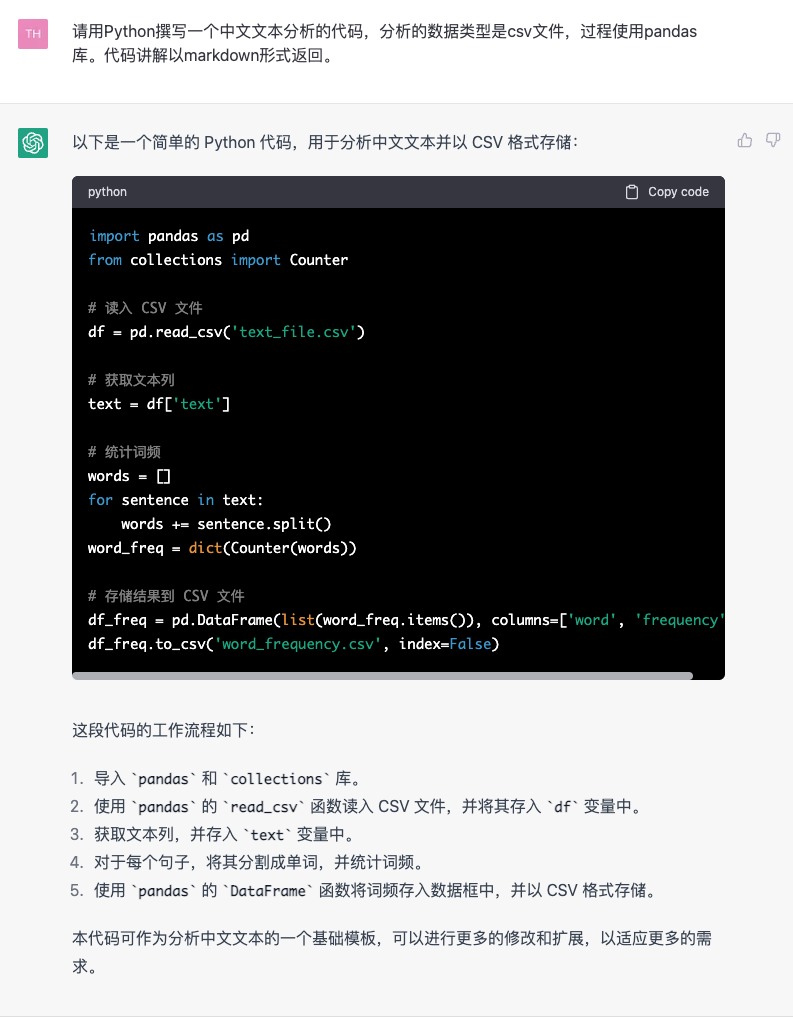 TH
请用Python撰写一个中文文本分析的代码，分析的数据类型是csv文件，过程使用pandas
库。代码讲解以markdown形式返回。
以下是一个简单的 Python 代码，用于分析中文文本并以 CSV 格式存储：
python
Copy code
import pandas as pd
from collections import Counter
# 读入 CSV 文件
df = pd.read_csv('text_file.csv')
# 获取文本列
text = df['text']
# 统计词频
words = []
for sentence in text:
    words += sentence.split()
word_freq = dict(Counter(words))
# 存储结果到 CSV 文件
df_freq = pd.DataFrame(list(word_freq.items()), columns=['word', 'frequency'
df_freq.to_csv('word_frequency.csv', index=False)
这段代码的工作流程如下：
1. 导入 `pandas` 和 `collections` 库。
2. 使用 `pandas` 的 `read_csv` 函数读入 CSV 文件，并将其存入 `df` 变量中。
3. 获取文本列，并存入 `text` 变量中。
4. 对于每个句子，将其分割成单词，并统计词频。
5. 使用 `pandas` 的 `DataFrame` 函数将词频存入数据框中，并以 CSV 格式存储。
本代码可作为分析中文文本的一个基础模板，可以进行更多的修改和扩展，以适应更多的需
求。